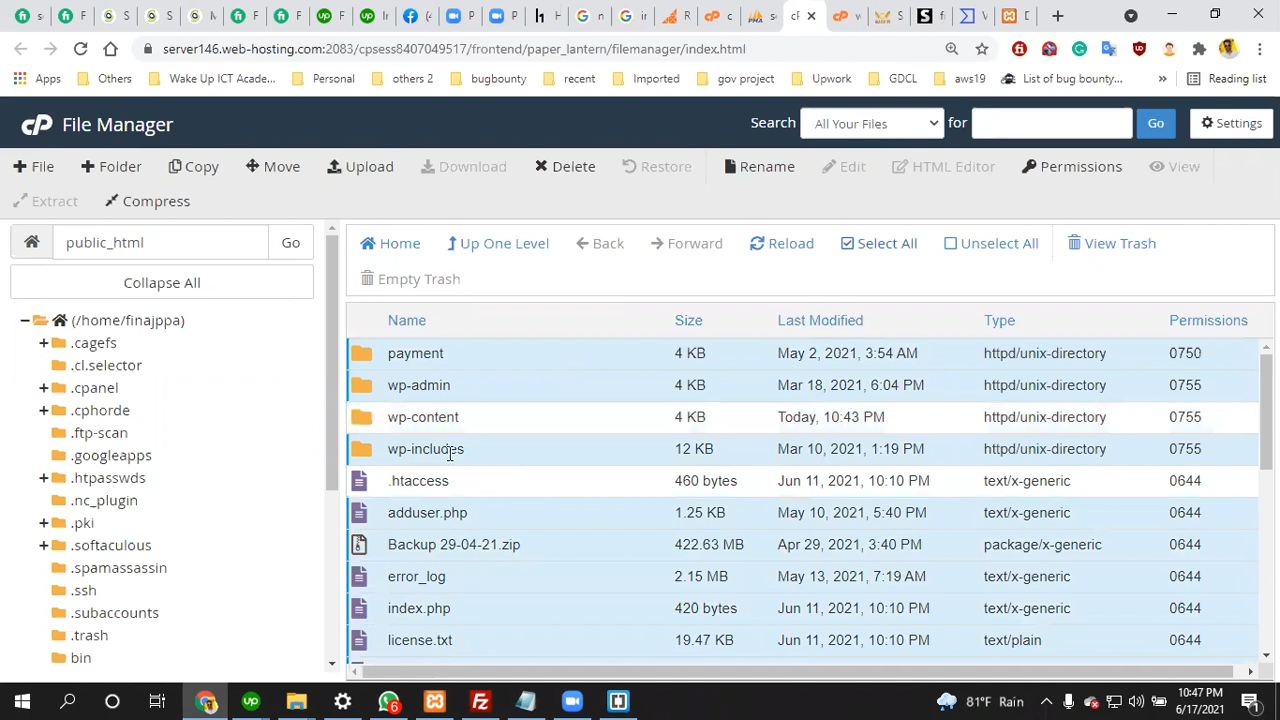 server146.web-hosting.com:2083/cpsess8407049517/frontend/paper_lantern/filemanager/index.html
Apps Others Wake Up ICT Acade... Personal others 2 bugbounty recent Imported gov project Upwork GDCL aws19 List of bug bounty... » Reading list
cP File Manager Search All Your Files for Go Settings
File Folder Copy Move Upload Download Delete Restore Rename Edit HTML Editor Permissions View
Extract Compress
public_html Go Home Up One Level Back Forward Reload Select All Unselect All View Trash
Collapse All Empty Trash
(/home/finajppa)
.cagefs
.cl.selector
.cpanel
.cphorde
.ftp-scan
.googleapps
.htpasswds
.nc_plugin
.pki
.softaculous
.spamassassin
.ssh
.subaccounts
.trash
bin
Name Size Last Modified Type Permissions
payment 4 KB May 2, 2021, 3:54 AM httpd/unix-directory 0750
wp-admin 4 KB Mar 18, 2021, 6:04 PM httpd/unix-directory 0755
wp-content 4 KB Today, 10:43 PM httpd/unix-directory 0755
wp-includes 12 KB Mar 10, 2021, 1:19 PM httpd/unix-directory 0755
.htaccess 460 bytes Jun 11, 2021, 10:10 PM text/x-generic 0644
adduser.php 1.25 KB May 10, 2021, 5:40 PM text/x-generic 0644
Backup 29-04-21.zip 422.63 MB Apr 29, 2021, 3:40 PM package/x-generic 0644
error_log 2.15 MB May 13, 2021, 7:19 AM text/x-generic 0644
index.php 420 bytes Jun 11, 2021, 10:10 PM text/x-generic 0644
license.txt 19.47 KB Jun 11, 2021, 10:10 PM text/plain 0644
81°F Rain 10:47 PM
6/17/2021